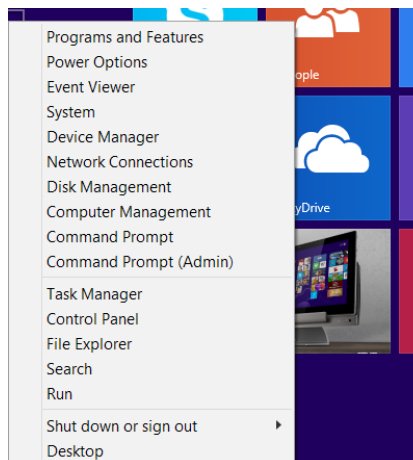 Programs and Features
Power Options
Event Viewer
System
Device Manager
Network Connections
Disk Management
Computer Management
Command Prompt
Command Prompt (Admin)
Task Manager
Control Panel
File Explorer
Search
Run
Shut down or sign out
Desktop
ople
yDrive